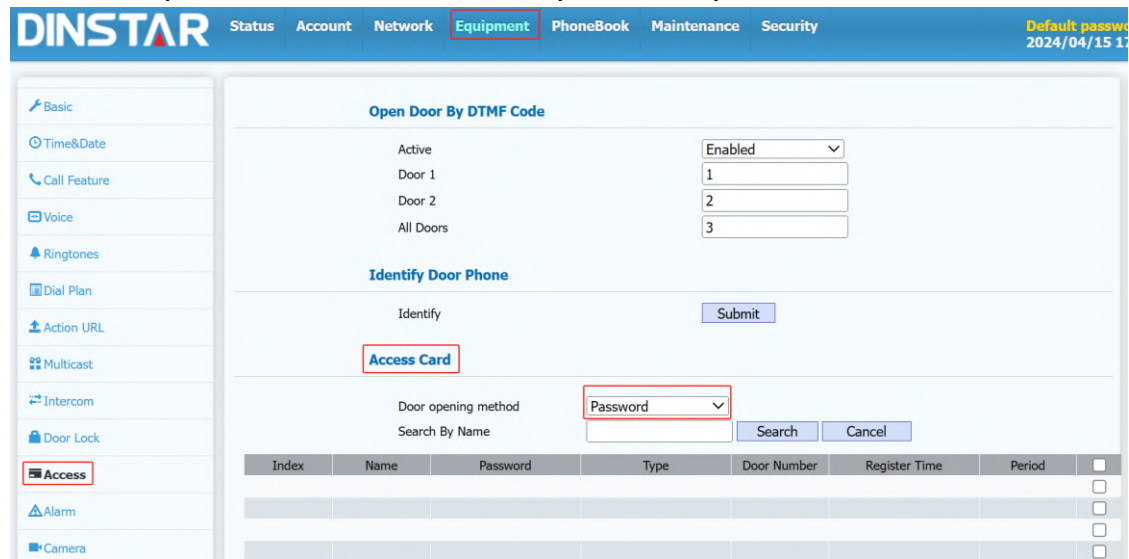 DINSTAR
Status Account Network Equipment PhoneBook Maintenance Security
Default passwo
2024/04/15 17
Basic
Time&Date
Call Feature
Voice
Ringtones
Dial Plan
Action URL
Multicast
Intercom
Door Lock
Access
Alarm
Camera
Open Door By DTMF Code
Active Enabled
Door 1 1
Door 2 2
All Doors 3
Identify Door Phone
Identify Submit
Access Card
Door opening method Password
Search By Name Search Cancel
Index Name Password Type Door Number Register Time Period